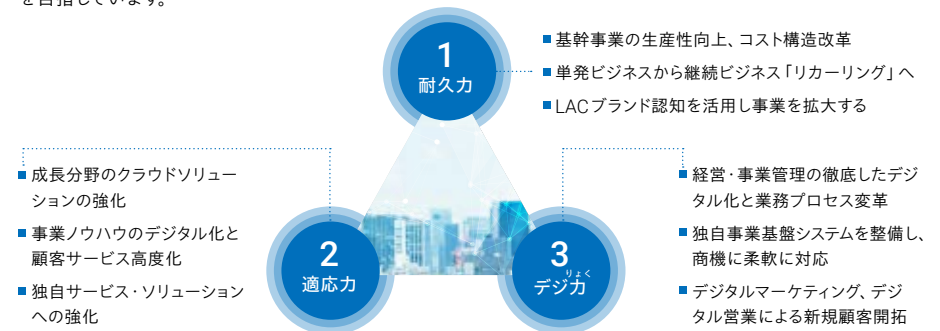 を目指しています。
1
耐久力
■基幹事業の生産性向上、コスト構造改革
■単発ビジネスから継続ビジネス「リカーリング」へ
■LACブランド認知を活用し事業を拡大する
2
適応力
■成長分野のクラウドソリュー
ションの強化
■事業ノウハウのデジタル化と
顧客サービス高度化
■独自サービス・ソリューション
への強化
3
りょく
デジ力
■経営・事業管理の徹底したデジ
タル化と業務プロセス変革
■独自事業基盤システムを整備し、
商機に柔軟に対応
■デジタルマーケティング、デジ
タル営業による新規顧客開拓